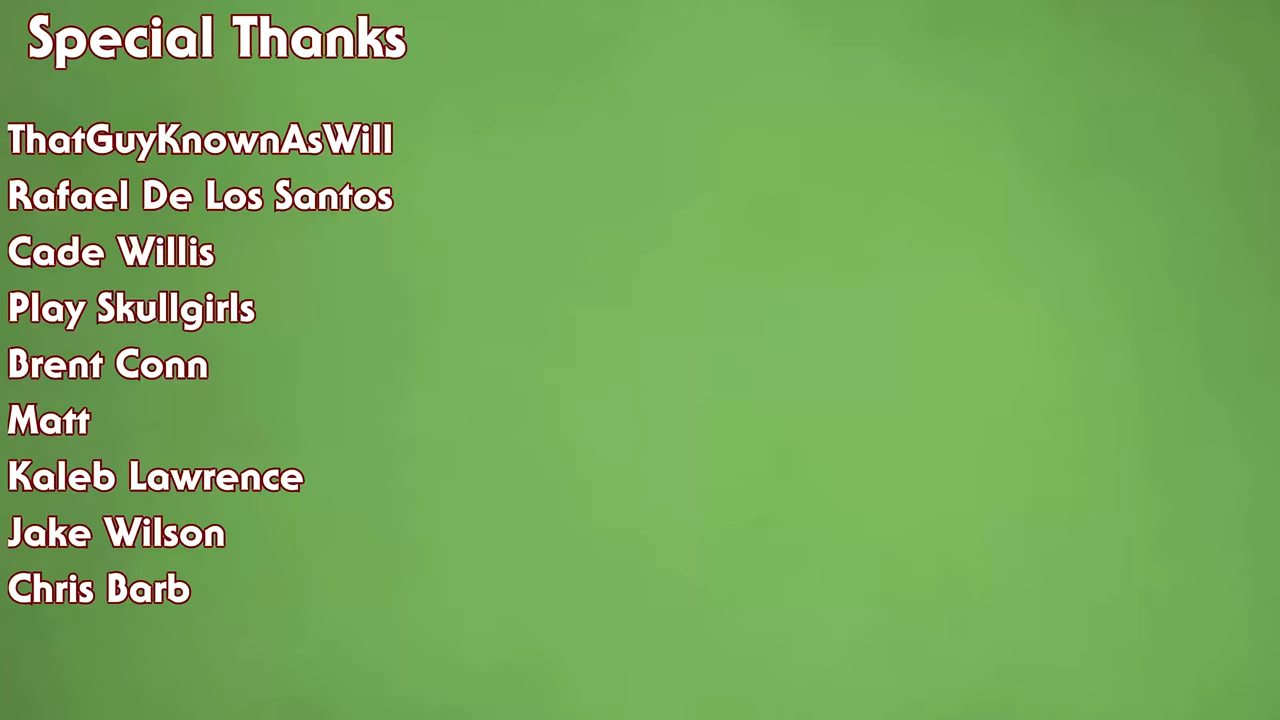 Special Thanks
ThatGuyKnownAsWill
Rafael De Los Santos
Cade Willis
Play Skullgirls
Brent Conn
Matt
Kaleb Lawrence
Jake Wilson
Chris Barb